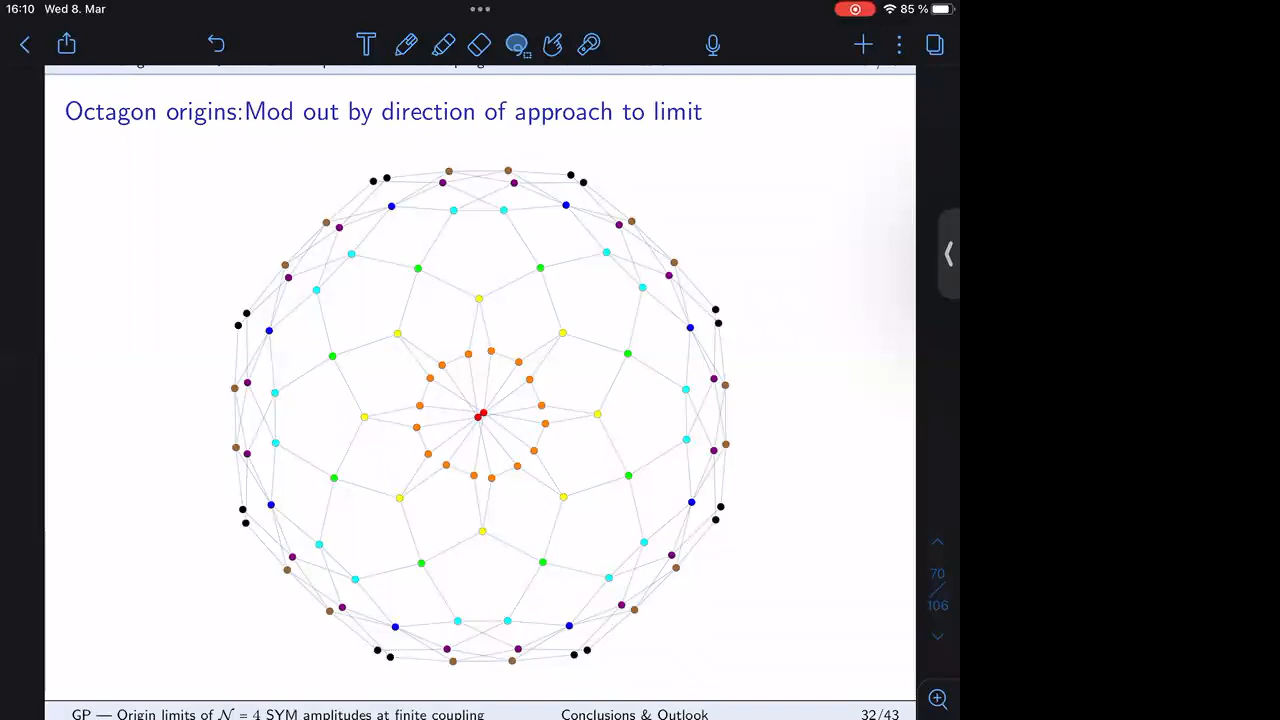 16:10 Wed 8. Mar
85 %
Octagon origins:Mod out by direction of approach to limit
70
106
GP — Origin limits of N = 4 SYM amplitudes at finite coupling Conclusions & Outlook 32/43